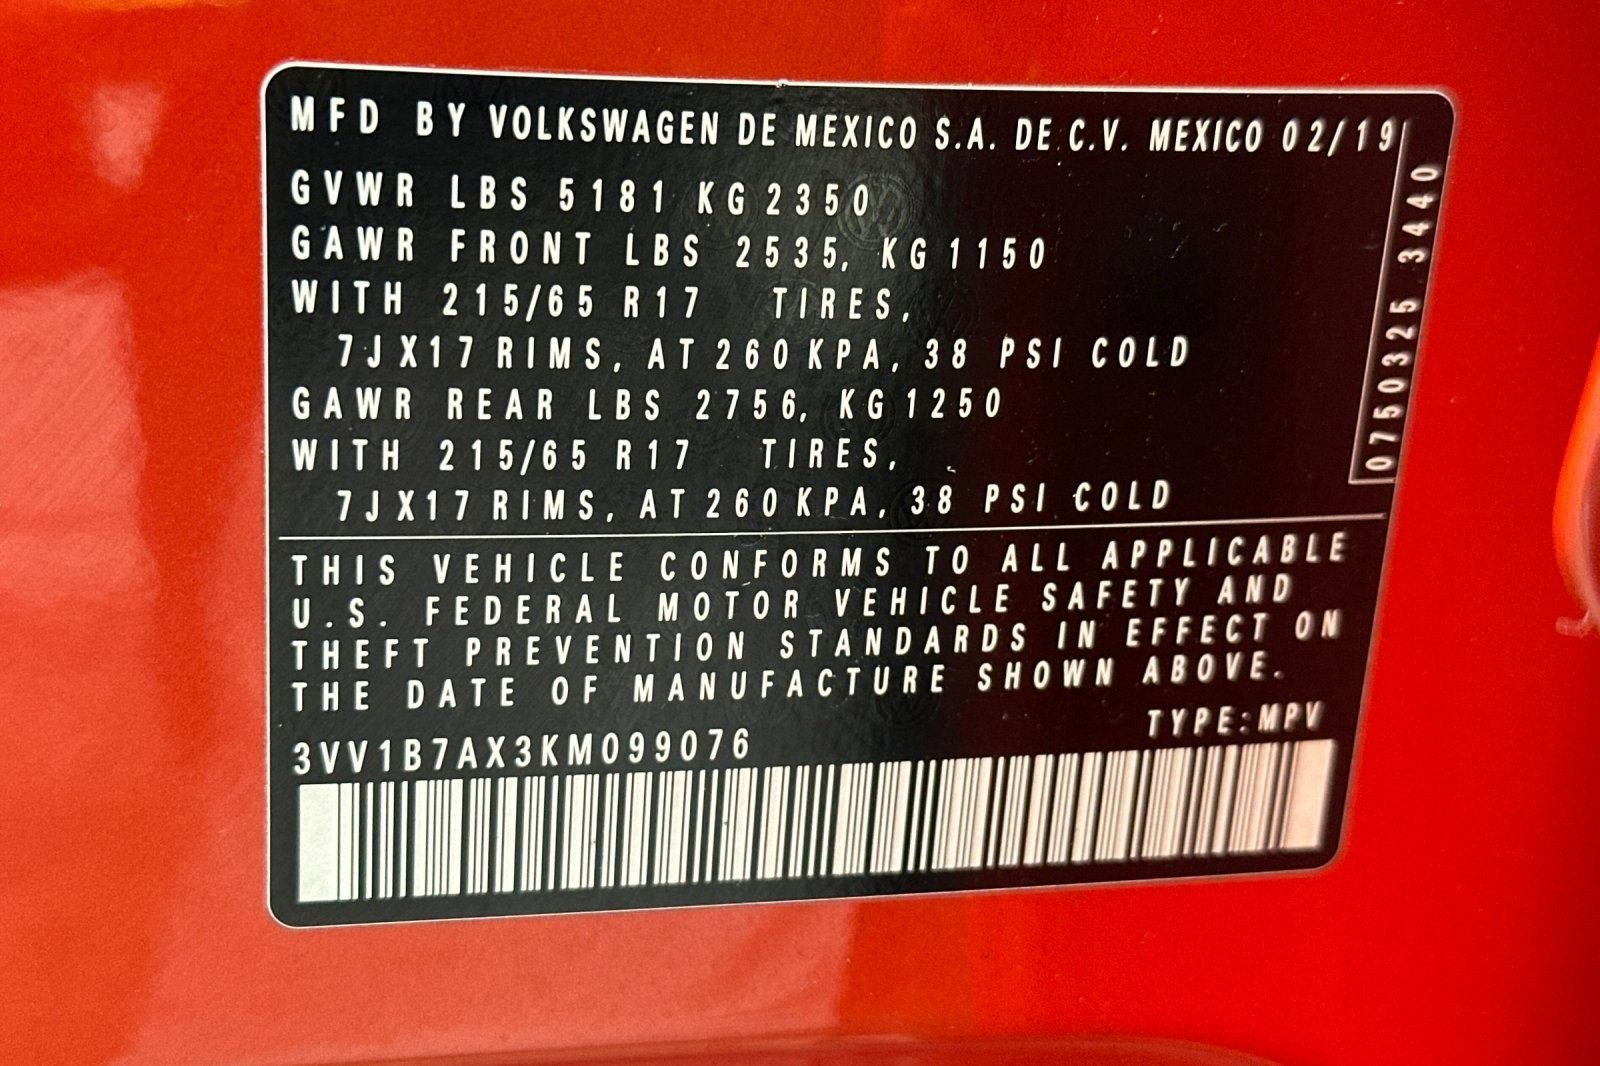 MFD BY VOLKSWAGEN DE MEXICO S.A. DE C.V. MEXICO 02/19
GVWR LBS 5181 KG 2350
GAWR FRONT LBS 2535, KG 1150
WITH 215/65 R17 TIRES,
7JX17 RIMS, AT 260 KPA, 38 PSI COLD
GAWR REAR LBS 2756, KG 1250
WITH 215/65 R17 TIRES,
7JX17 RIMS, AT 260 KPA, 38 PSI COLD
0750325 3440
THIS VEHICLE CONFORMS TO ALL APPLICABLE
U.S. FEDERAL MOTOR VEHICLE SAFETY AND
THEFT PREVENTION STANDARDS IN EFFECT ON
THE DATE OF MANUFACTURE SHOWN ABOVE.
TYPE: MPV
3VV1B7AX3KM099076